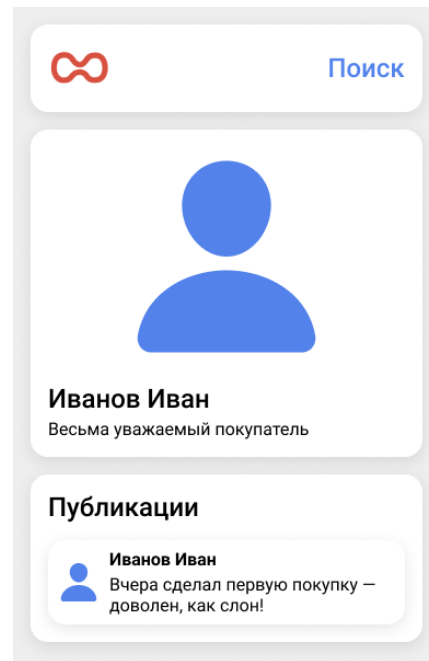 Поиск
Иванов Иван
Весьма уважаемый покупатель
Публикации
Иванов Иван
Вчера сделал первую покупку —
доволен, как слон!